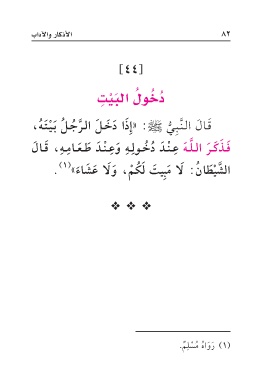 ٨٢ الأذكار والآداب
[٤٤]
دُخُولُ البَيْتِ
قَالَ النَّبِيُّ ﷺ: «إِذَا دَخَلَ الرَّجُلُ بَيْتَهُ،
فَذَكَرَ اللَّهَ عِنْدَ دُخُولِهِ وَعِنْدَ طَعَامِهِ، قَالَ
الشَّيْطَانُ: لَا مَبِيتَ لَكُمْ، وَلَا عَشَاءَ»(١).
(١) رَوَاهُ مُسْلِمٌ.